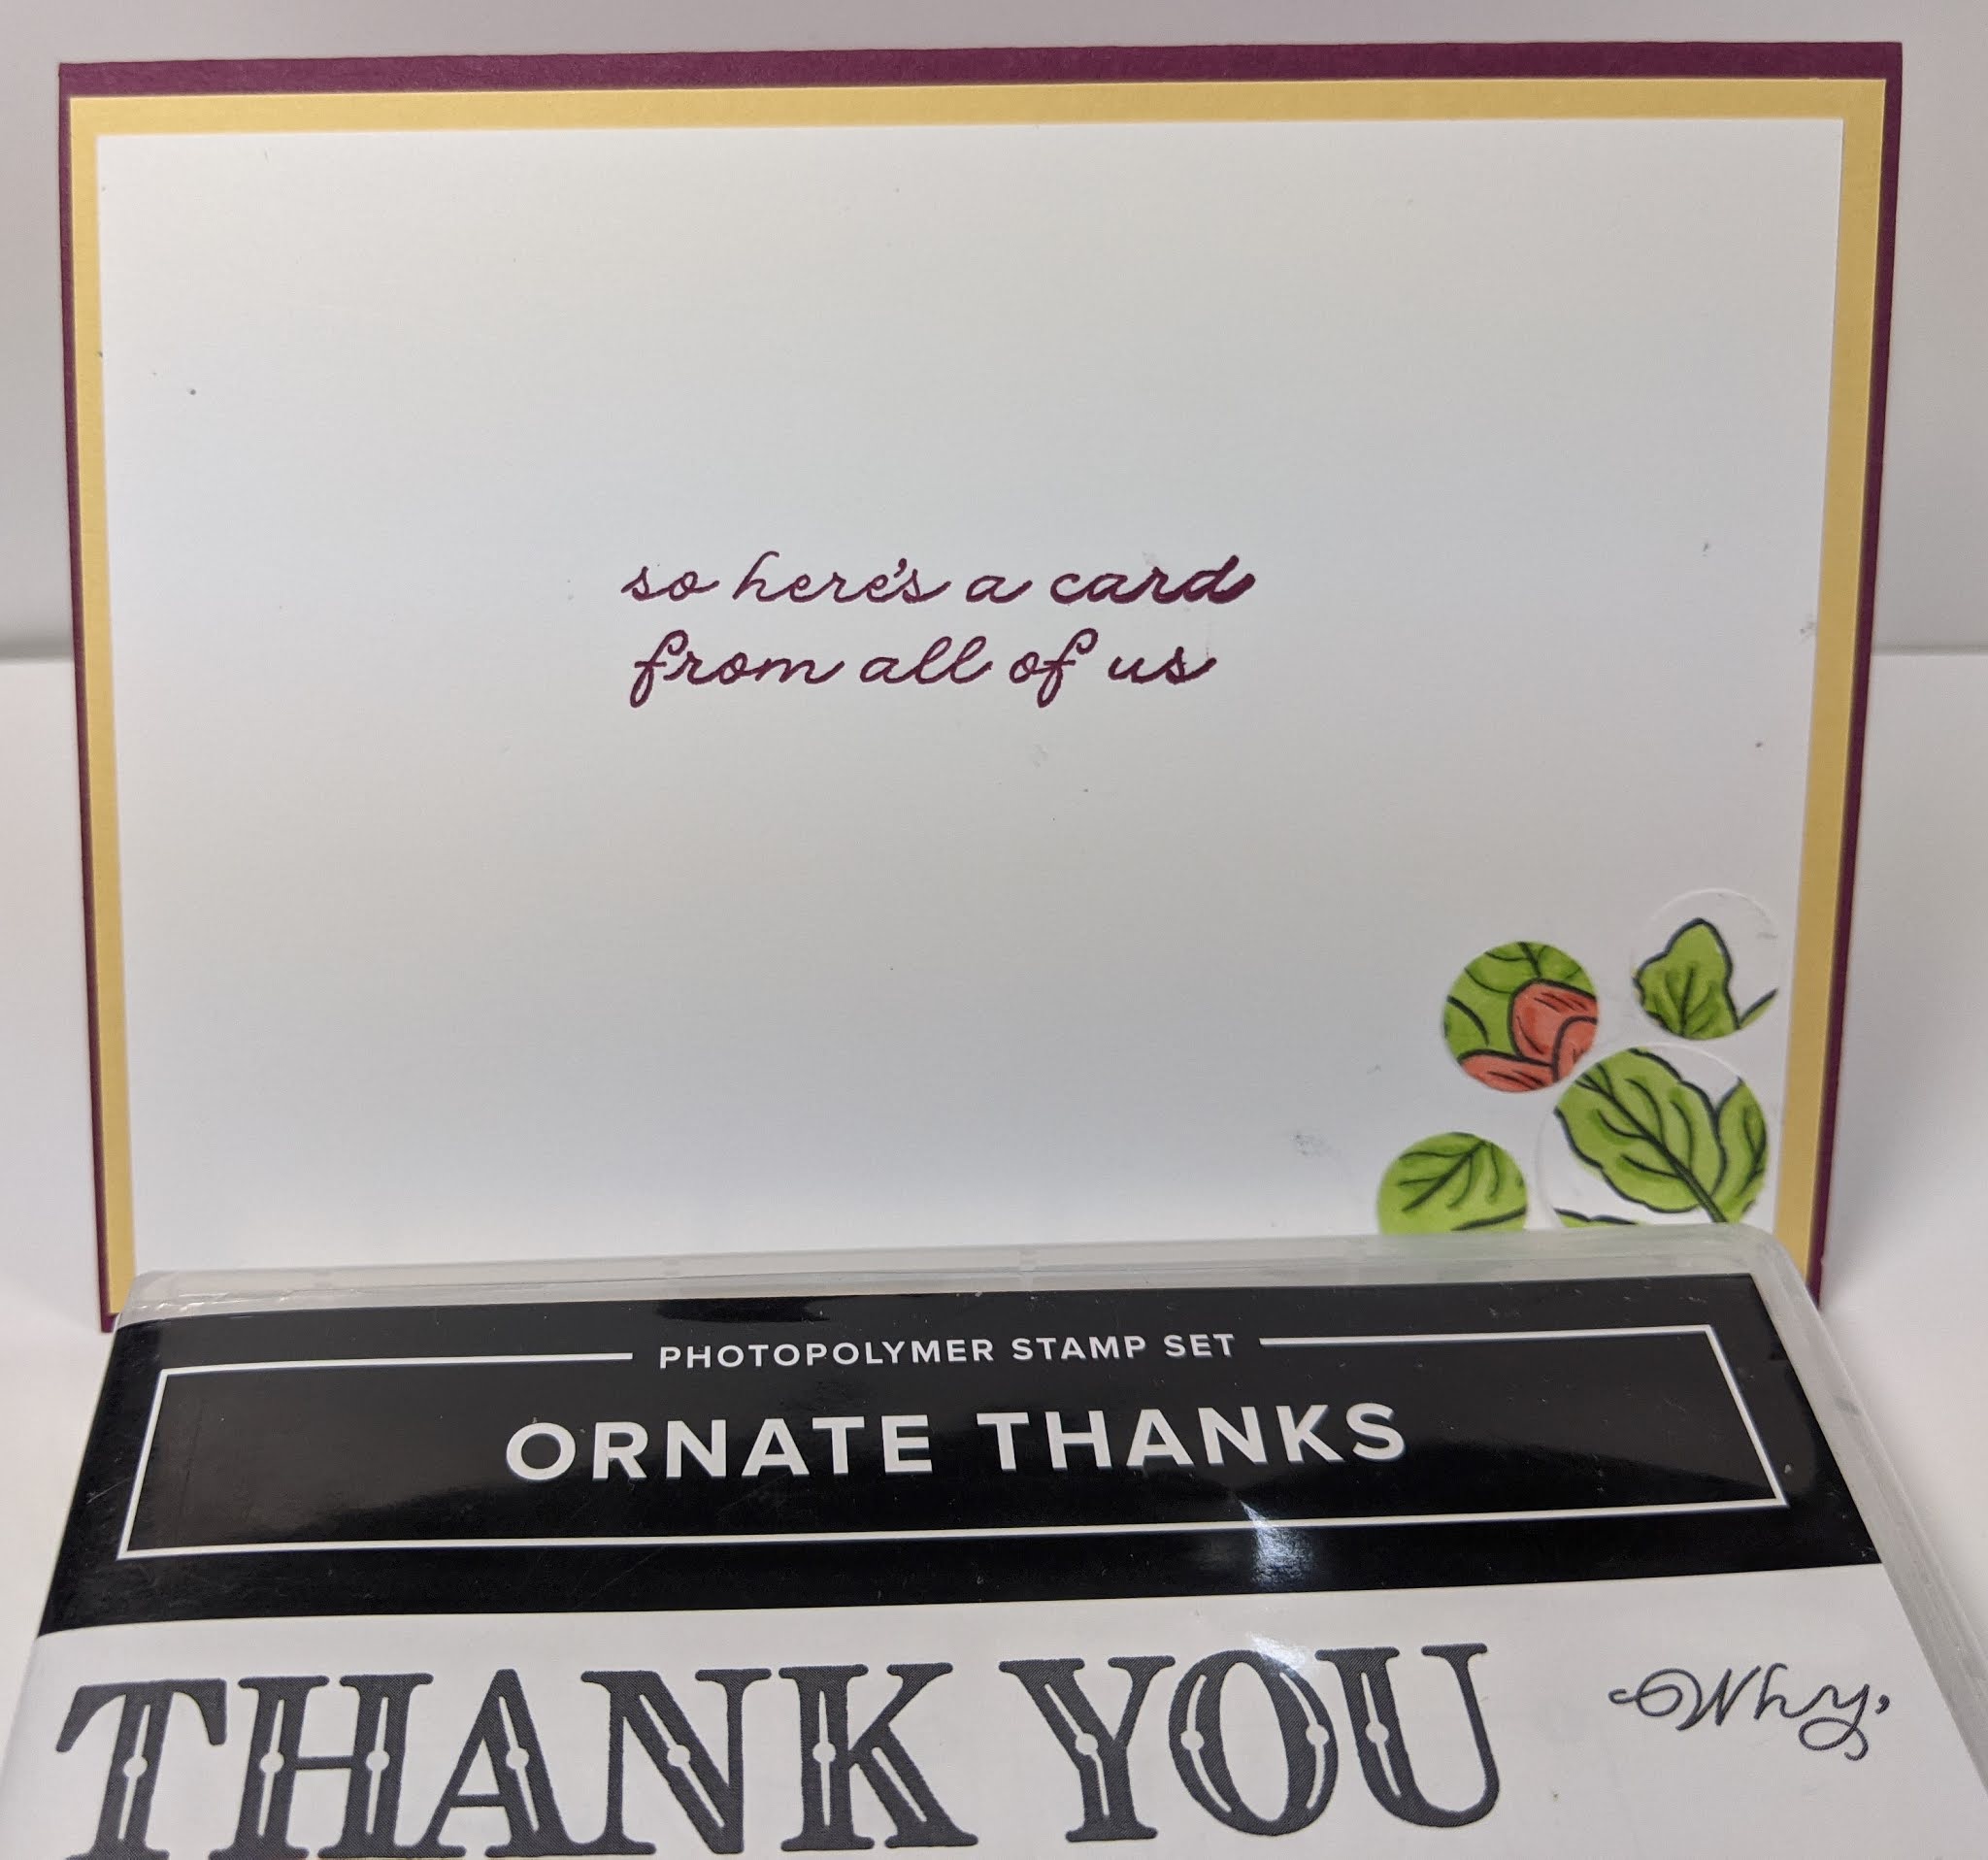 so here's a card
from all of us
PHOTOPOLYMER STAMP SET
ORNATE THANKS
THANK YOU
Why,